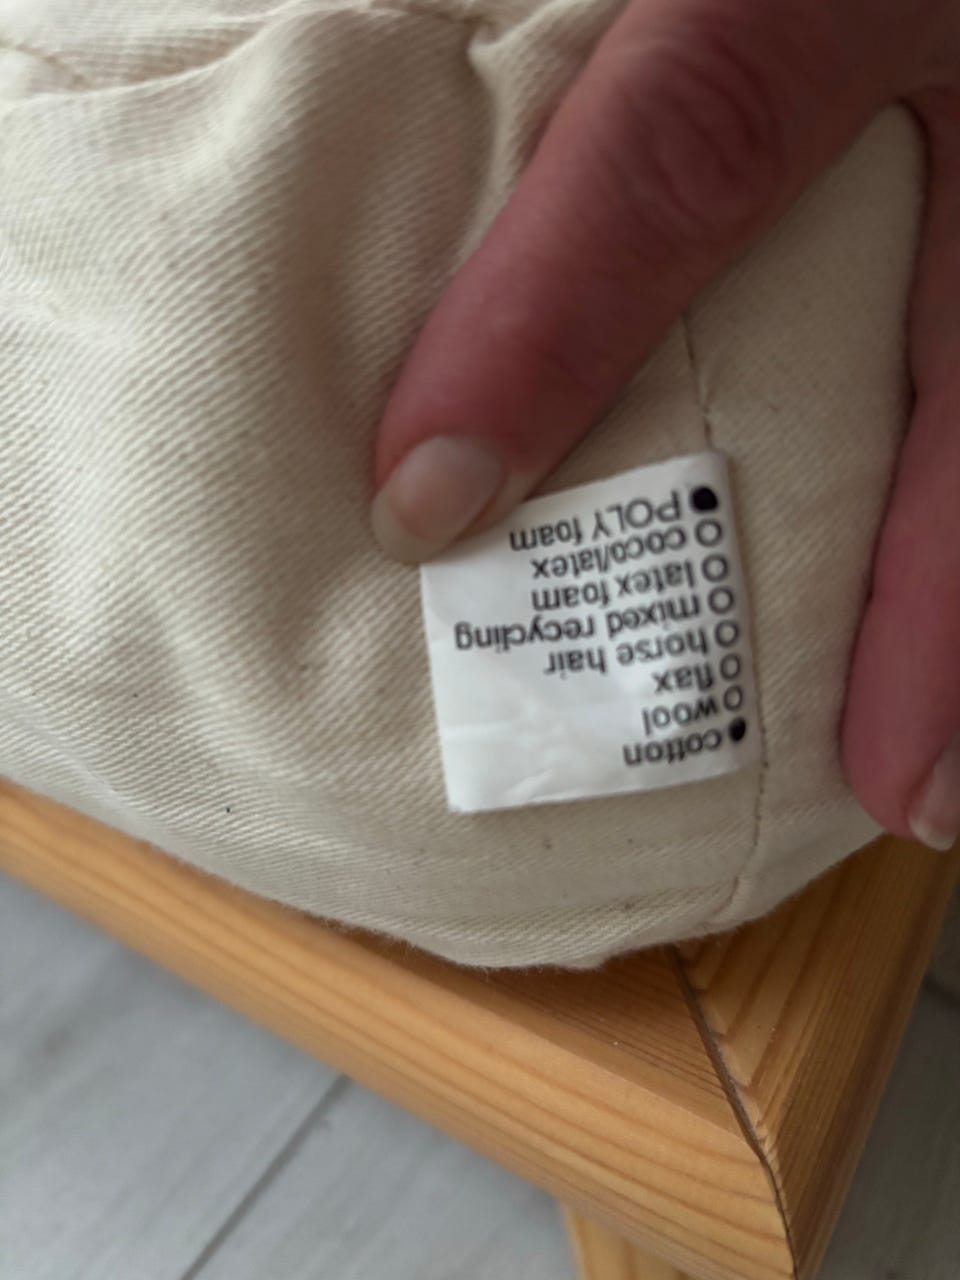 ● cotton
○ wool
○ flax
○ horse hair
○ mixed recycling
○ latex foam
○ coco/latex
● POLY foam